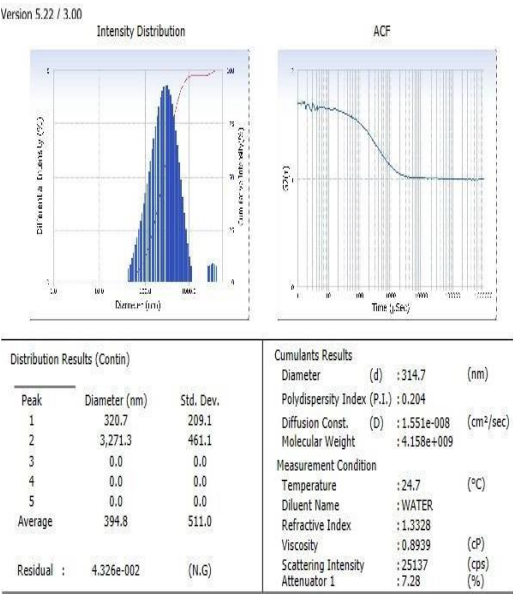 Version 5.22 / 3.00
Intensity Distribution
ACF
Differential Intensity (%)
Cumulative Intensity (%)
Diameter (nm)
G2(τ)
Time (μSec)
Distribution Results (Contin)
Peak Diameter (nm) Std. Dev.
1 320.7 209.1
2 3,271.3 461.1
3 0.0 0.0
4 0.0 0.0
5 0.0 0.0
Average 394.8 511.0
Residual : 4.326e-002 (N.G)
Cumulants Results
Diameter (d) : 314.7 (nm)
Polydispersity Index (P.I.) : 0.204
Diffusion Const. (D) : 1.551e-008 (cm²/sec)
Molecular Weight : 4.158e+009
Measurement Condition
Temperature : 24.7 (°C)
Diluent Name : WATER
Refractive Index : 1.3328
Viscosity : 0.8939 (cP)
Scattering Intensity : 25137 (cps)
Attenuator 1 : 7.28 (%)